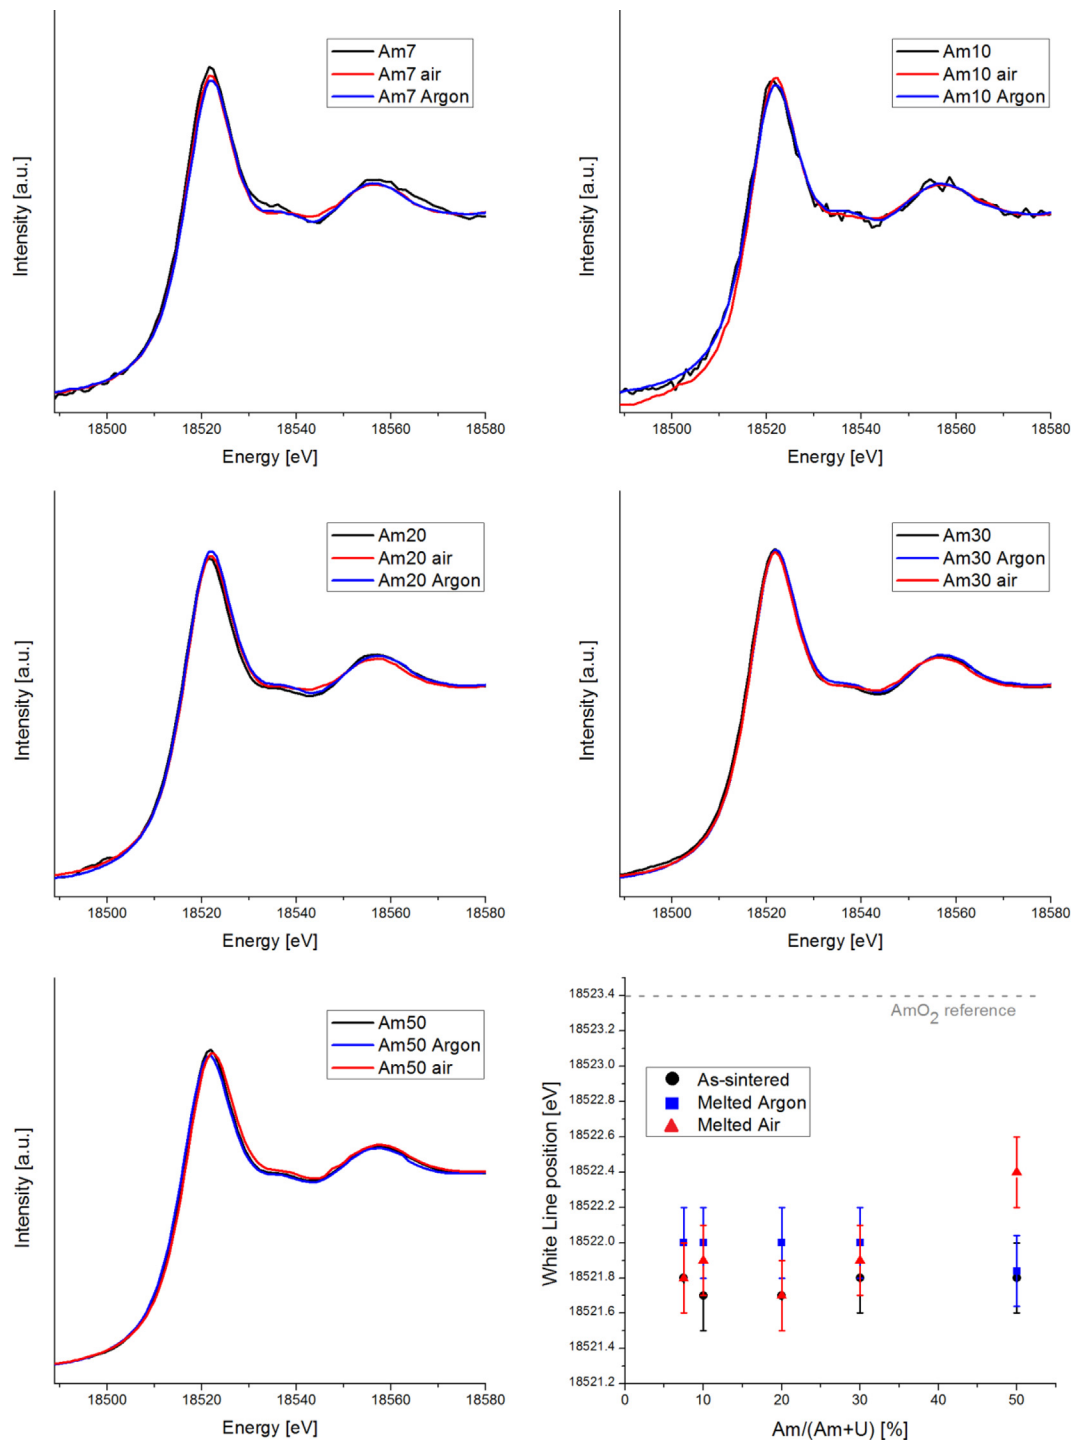 Am7
Am7 air
Am7 Argon
Intensity [a.u.]
18500 18520 18540 18560 18580
Energy [eV]
Am10
Am10 air
Am10 Argon
Intensity [a.u.]
18500 18520 18540 18560 18580
Energy [eV]
Am20
Am20 air
Am20 Argon
Intensity [a.u.]
18500 18520 18540 18560 18580
Energy [eV]
Am30
Am30 Argon
Am30 air
Intensity [a.u.]
18500 18520 18540 18560 18580
Energy [eV]
Am50
Am50 Argon
Am50 air
Intensity [a.u.]
18500 18520 18540 18560 18580
Energy [eV]
18523.4
AmO2 reference
18523.2
18523.0
18522.8
18522.6
18522.4
18522.2
18522.0
18521.8
18521.6
18521.4
18521.2
As-sintered
Melted Argon
Melted Air
White Line position [eV]
0 10 20 30 40 50
Am/(Am+U) [%]